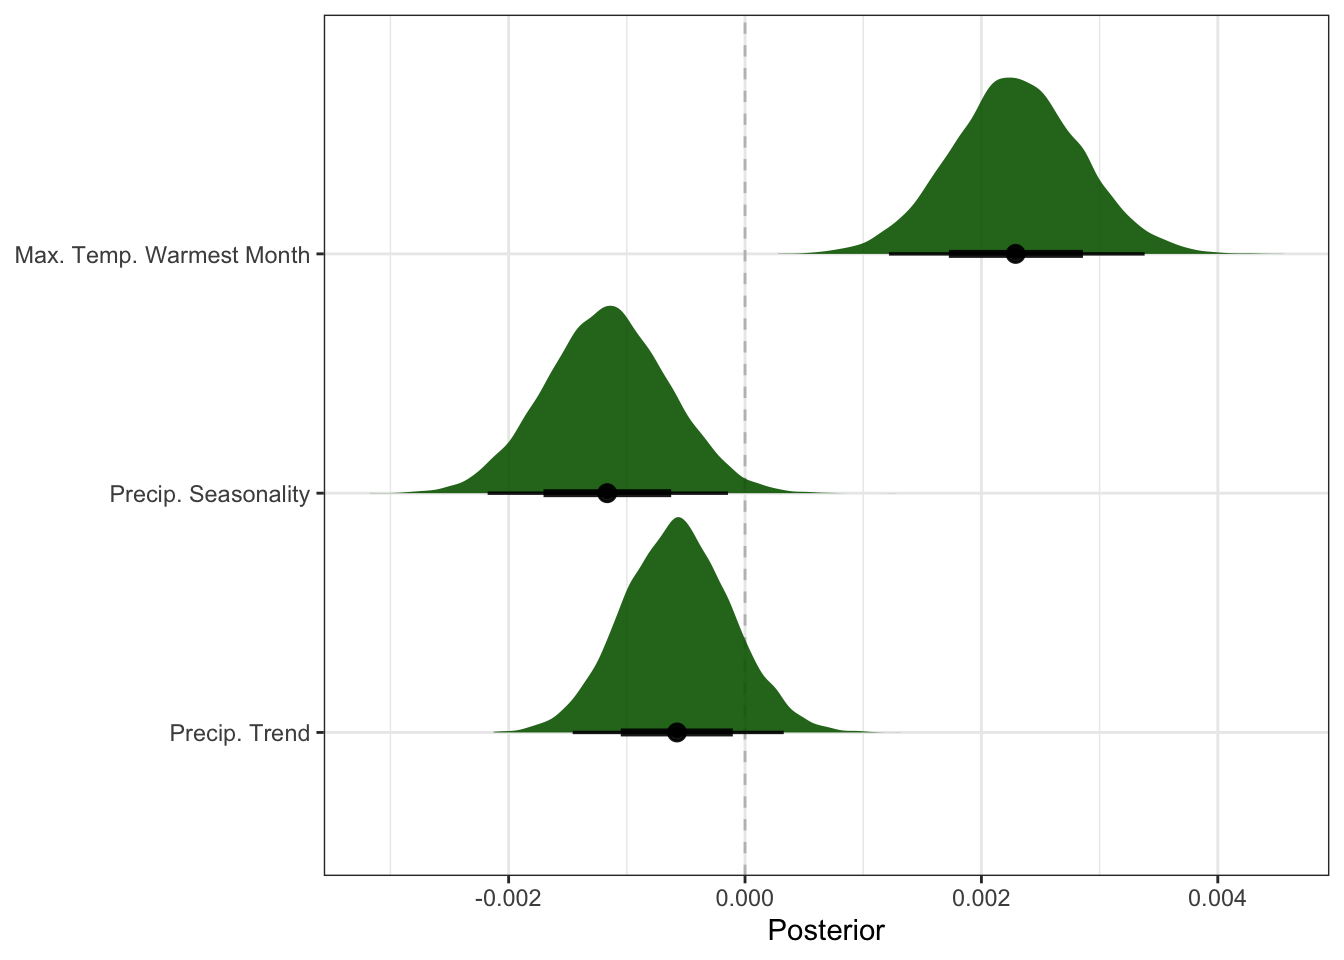 Max. Temp. Warmest Month
Precip. Seasonality
Precip. Trend
-0.002 0.000 0.002 0.004
Posterior